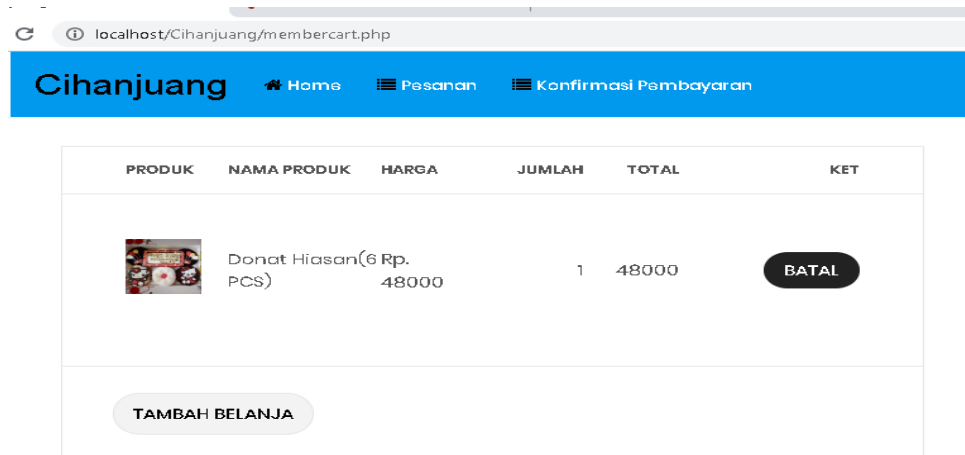 localhost/Cihanjuang/membercart.php
Cihanjuang Home Pesanan Konfirmasi Pembayaran
PRODUK NAMA PRODUK HARGA JUMLAH TOTAL KET
Donat Hiasan(6 Rp. 1 48000 BATAL
PCS) 48000
TAMBAH BELANJA